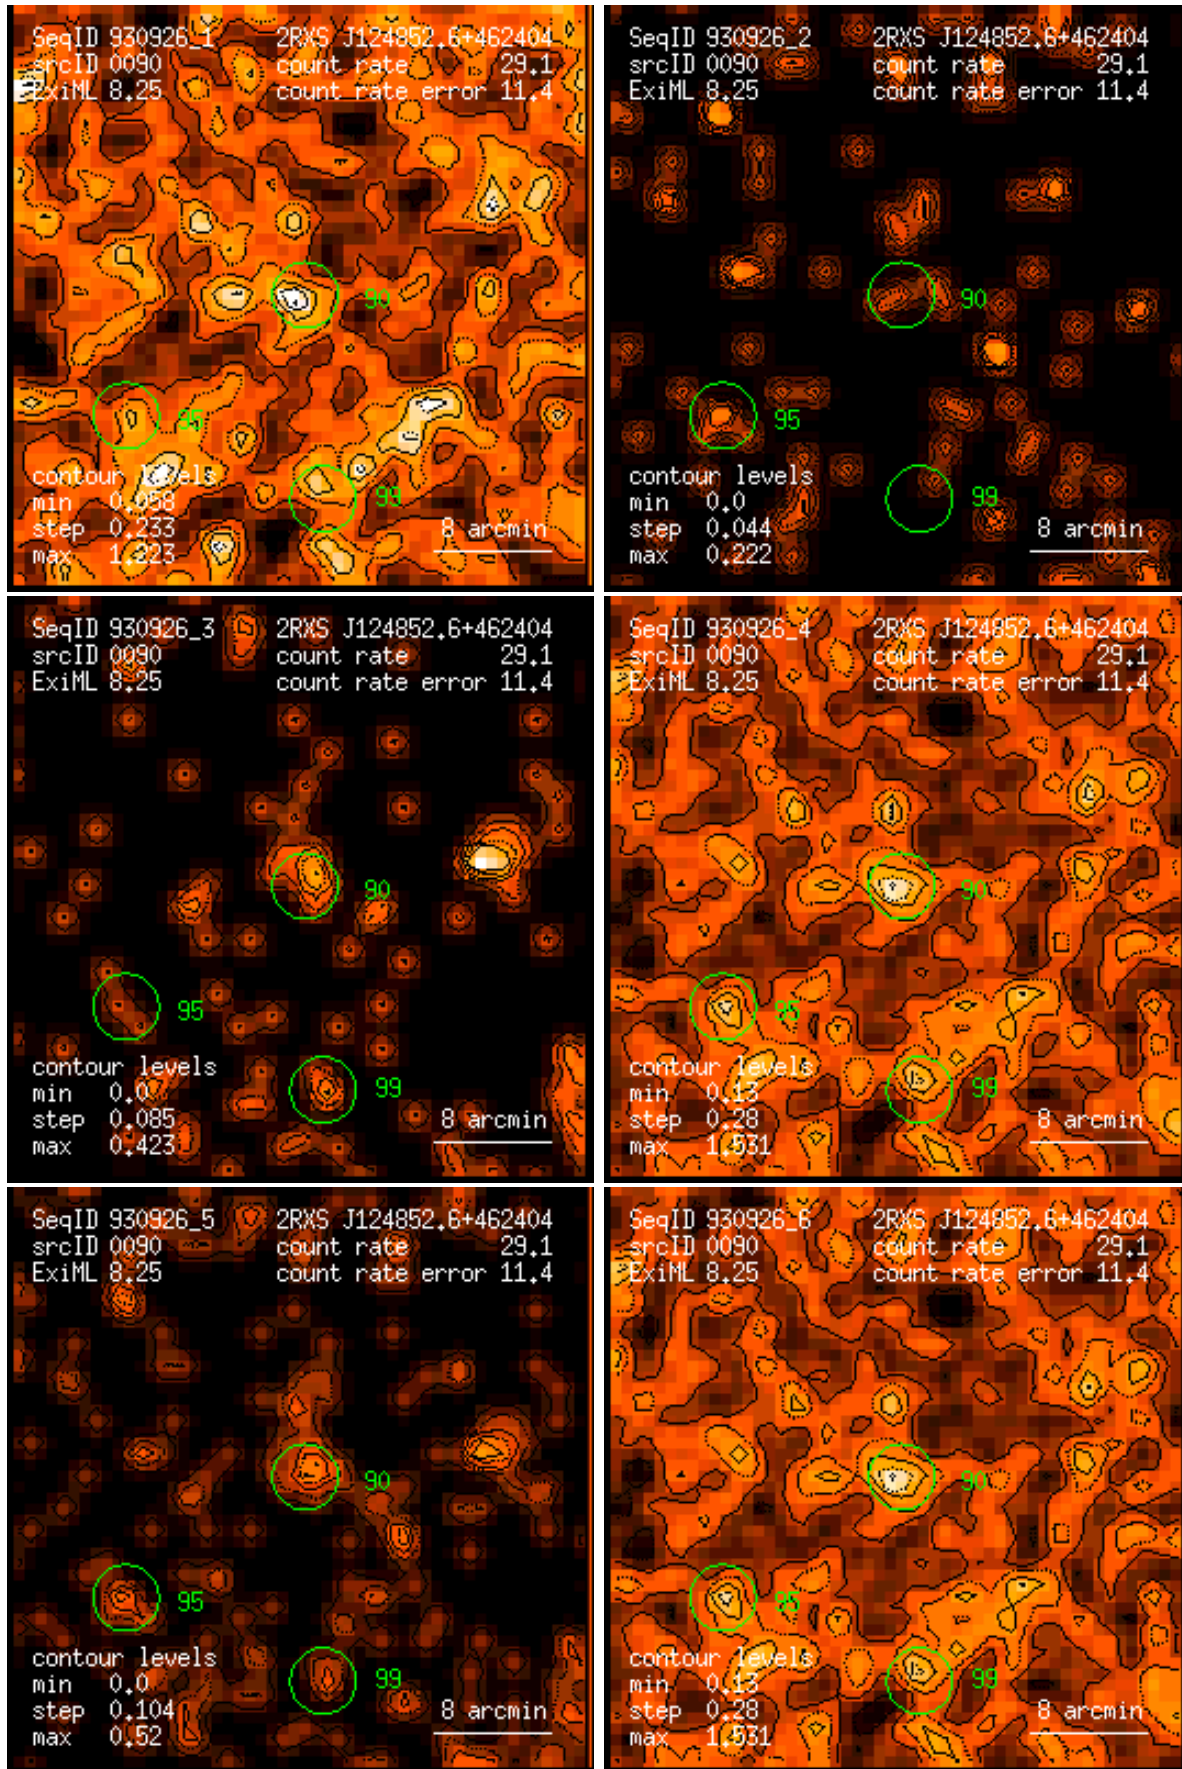 SeqID 930926_1 2RXS J124852.6+462404
srcID 0090 count rate 29.1
ExiML 8.25 count rate error 11.4
90
95
99
contour levels
min 0.058
step 0.233
max 1.223
8 arcmin
SeqID 930926_2 2RXS J124852.6+462404
srcID 0090 count rate 29.1
ExiML 8.25 count rate error 11.4
90
95
99
contour levels
min 0.0
step 0.044
max 0.222
8 arcmin
SeqID 930926_3 2RXS J124852.6+462404
srcID 0090 count rate 29.1
ExiML 8.25 count rate error 11.4
90
95
99
contour levels
min 0.0
step 0.085
max 0.423
8 arcmin
SeqID 930926_4 2RXS J124852.6+462404
srcID 0090 count rate 29.1
ExiML 8.25 count rate error 11.4
90
95
99
contour levels
min 0.13
step 0.28
max 1.531
8 arcmin
SeqID 930926_5 2RXS J124852.6+462404
srcID 0090 count rate 29.1
ExiML 8.25 count rate error 11.4
90
95
99
contour levels
min 0.0
step 0.104
max 0.52
8 arcmin
SeqID 930926_6 2RXS J124852.6+462404
srcID 0090 count rate 29.1
ExiML 8.25 count rate error 11.4
90
95
99
contour levels
min 0.13
step 0.28
max 1.531
8 arcmin